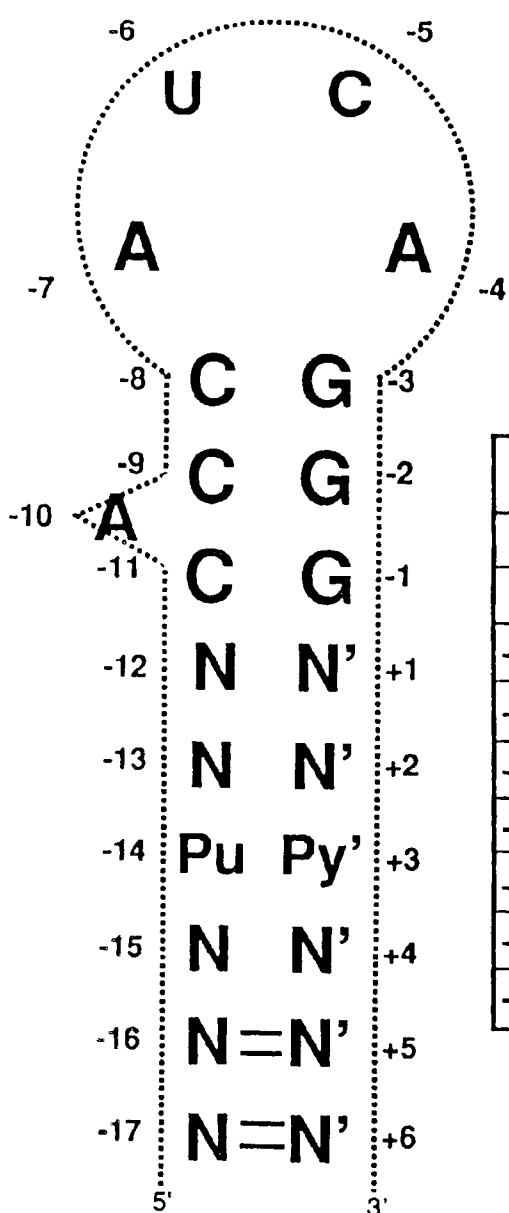 -6 -5
U C
A A
-7 -4
-8 C G -3
-9 C G -2
-10 A
-11 C G -1
-12 N N' +1
-13 N N' +2
-14 Pu Py' +3
-15 N N' +4
-16 N N' +5
-17 N N' +6
5' 3'